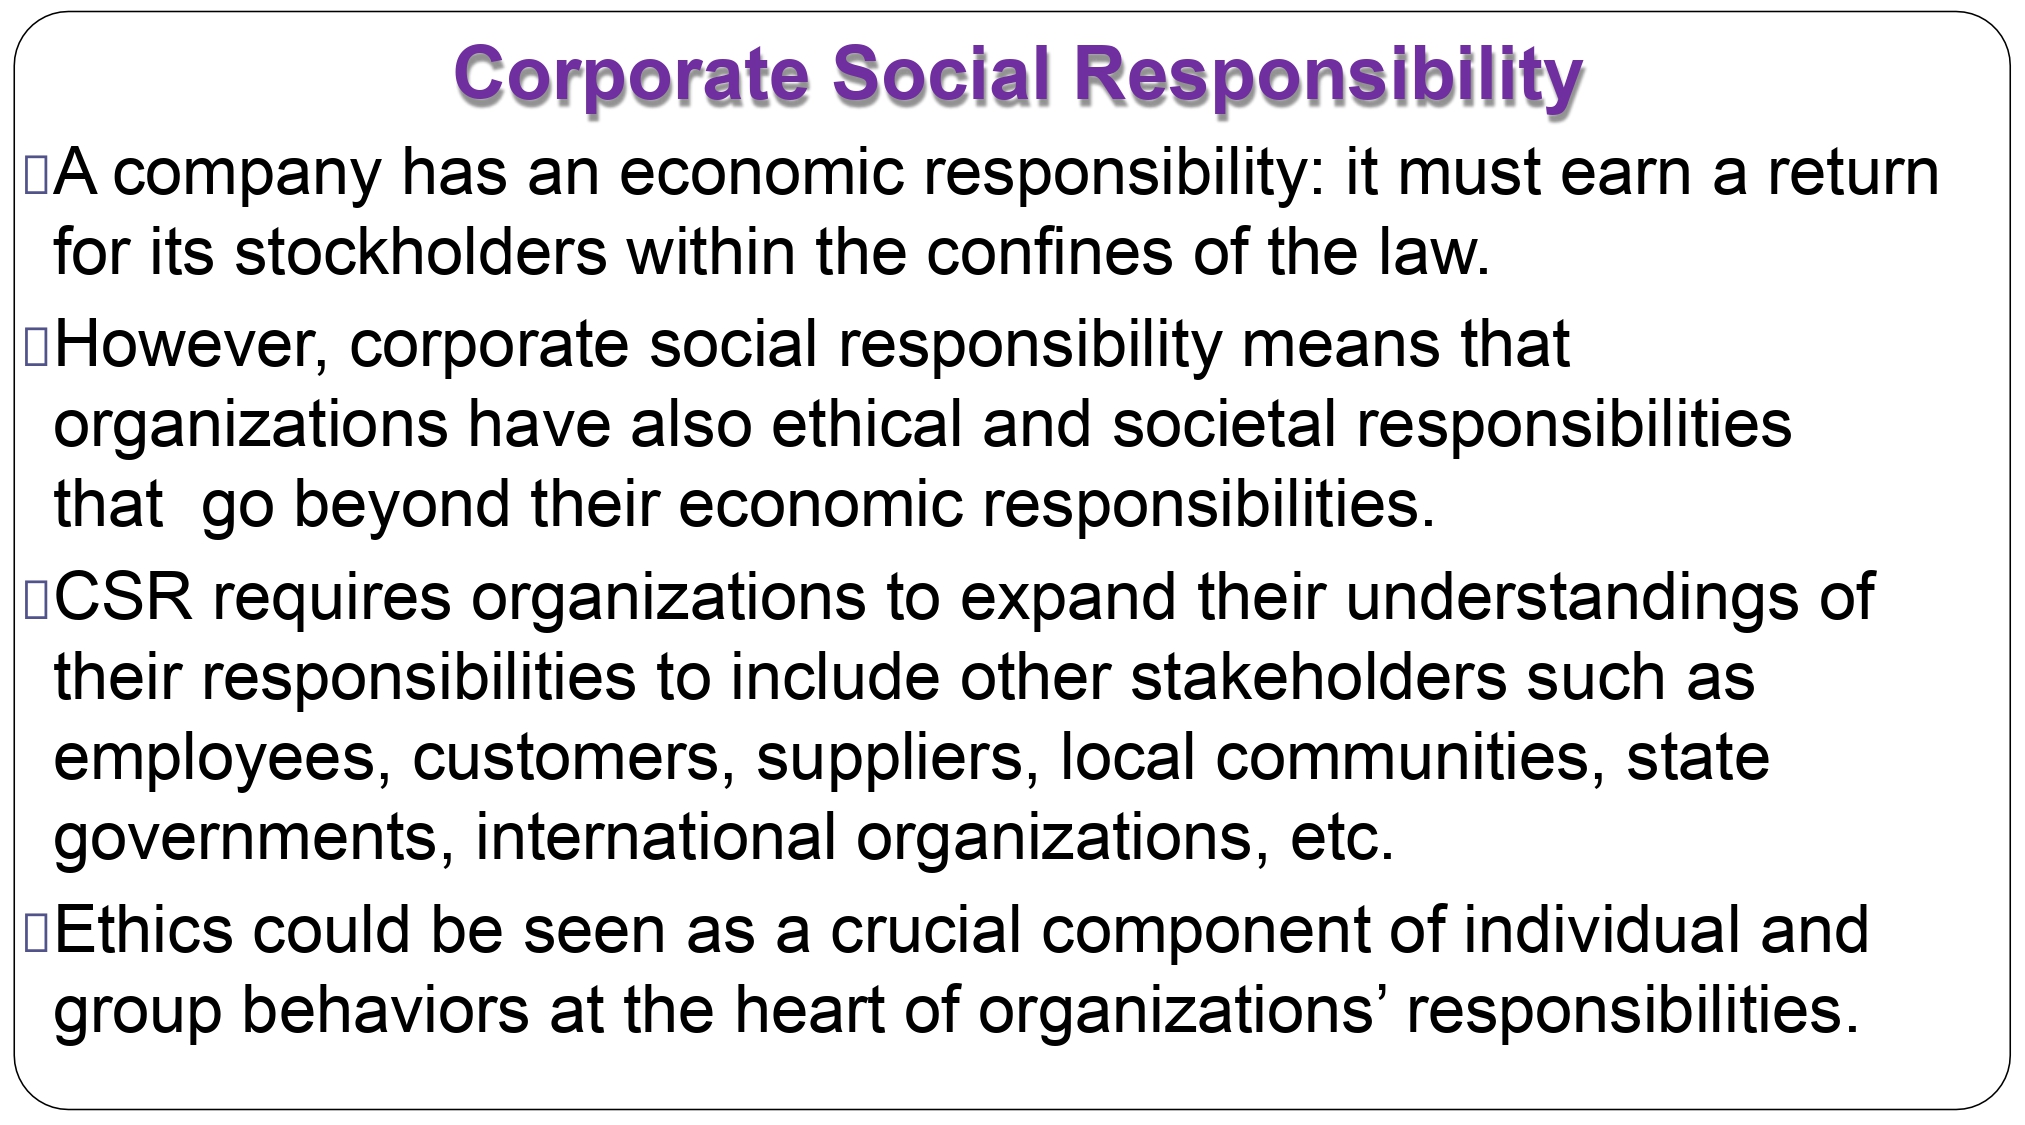 Corporate Social Responsibility
A company has an economic responsibility: it must earn a return
for its stockholders within the confines of the law.
However, corporate social responsibility means that
organizations have also ethical and societal responsibilities
that  go beyond their economic responsibilities.
CSR requires organizations to expand their understandings of
their responsibilities to include other stakeholders such as
employees, customers, suppliers, local communities, state
governments, international organizations, etc.
Ethics could be seen as a crucial component of individual and
group behaviors at the heart of organizations’ responsibilities.